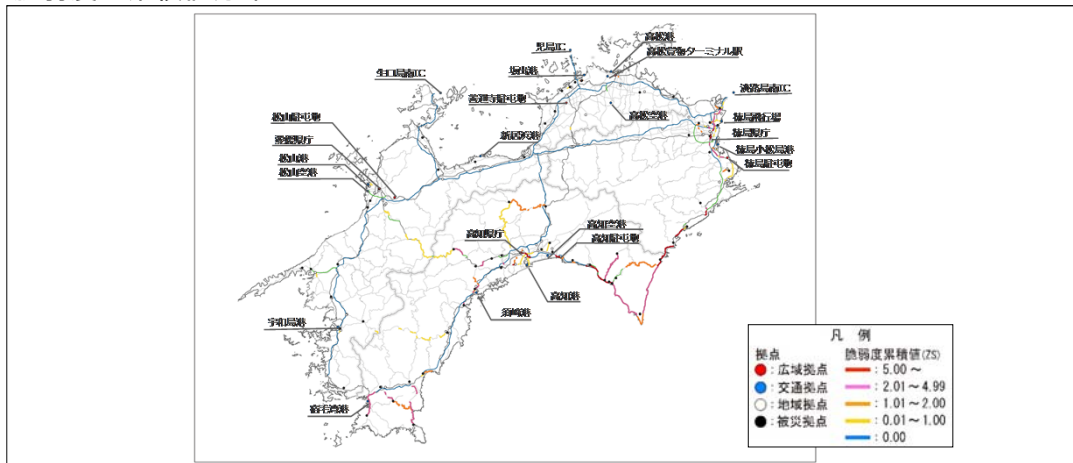 高松港
児島IC
高松貨物ターミナル駅
坂出港
生口島南IC
淡路島南IC
善通寺駐屯地
徳島飛行場
松山駐屯地
高松空港
新居浜港
徳島県庁
愛媛県庁
徳島小松島港
松山港
徳島駐屯地
松山空港
高知空港
高知県庁
高知駐屯地
高知港
須崎港
宇和島港
宿毛湾港
凡 例
拠点 脆弱度累積値(ZS)
:広域拠点 :5.00~
:交通拠点 :2.01~4.99
:地域拠点 :1.01~2.00
:被災拠点 :0.01~1.00
:0.00